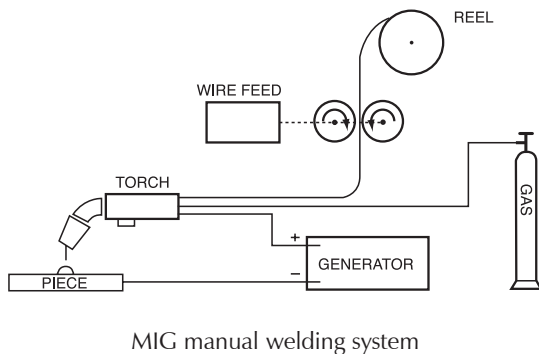 REEL
WIRE FEED
TORCH
GAS
+
GENERATOR
−
PIECE
MIG manual welding system